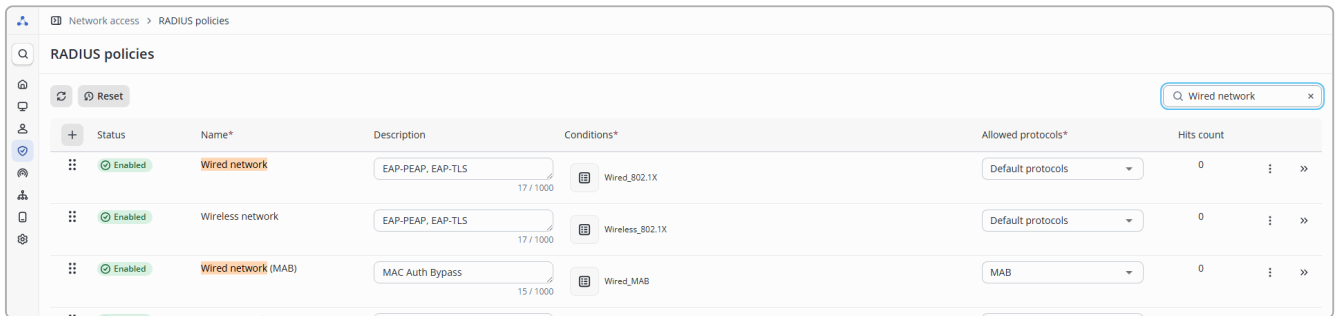 Network access > RADIUS policies
RADIUS policies
Reset
Wired network ×
+ Status Name* Description Conditions* Allowed protocols* Hits count
Enabled Wired network EAP-PEAP, EAP-TLS Wired_802.1X Default protocols 0
17 / 1000
Enabled Wireless network EAP-PEAP, EAP-TLS Wireless_802.1X Default protocols 0
17 / 1000
Enabled Wired network (MAB) MAC Auth Bypass Wired_MAB MAB 0
15 / 1000